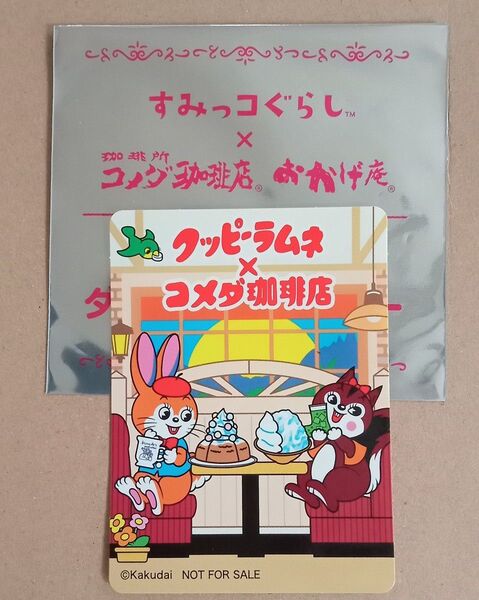 すみっコぐらし™
×
珈琲所
コメダ珈琲店® おかげ庵®
タ
ー
クッピーラムネ
×
コメダ珈琲店
©Kakudai NOT FOR SALE